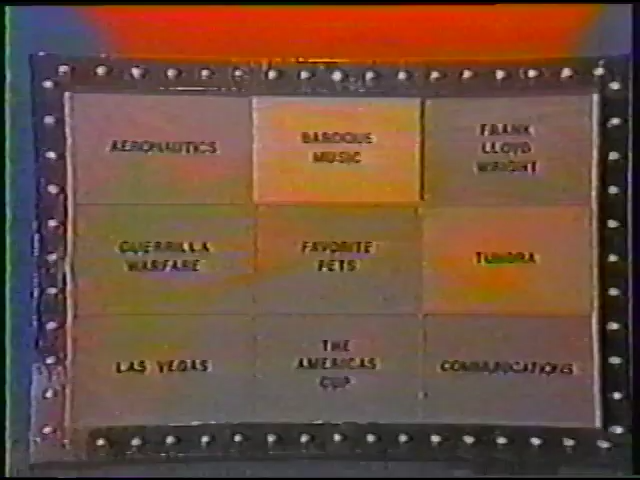 AERONAUTICS
BAROQUE
MUSIC
FRANK
LLOYD
WRIGHT
GUERRILLA
WARFARE
FAVORITE
PETS
TUNDRA
LAS VEGAS
THE
AMERICAS
CUP
COMMUNICATIONS